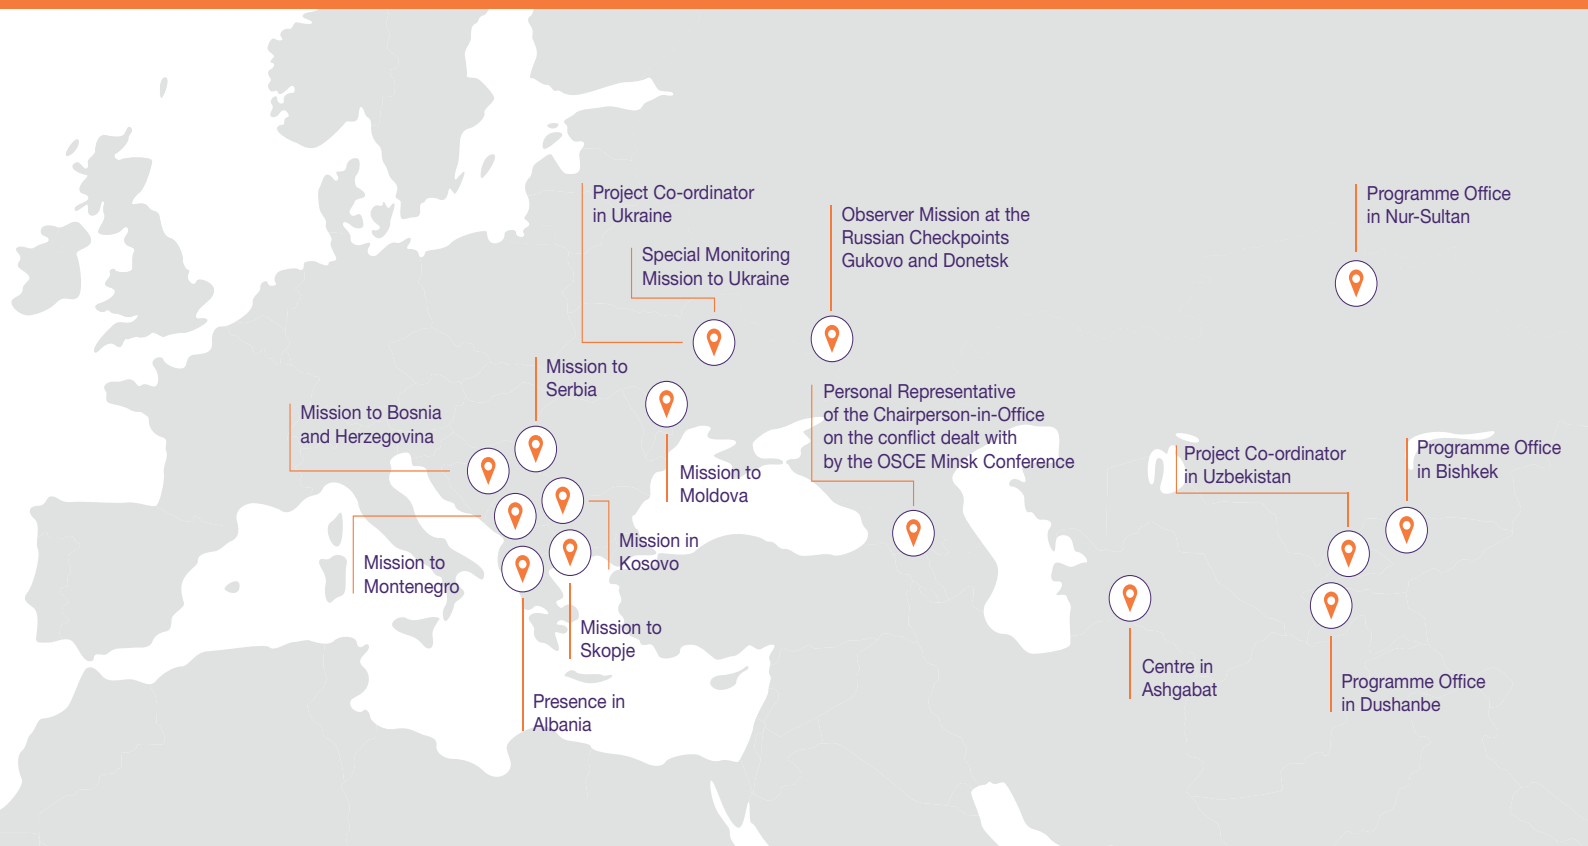 Project Co-ordinator
in Ukraine
Special Monitoring
Mission to Ukraine
Observer Mission at the
Russian Checkpoints
Gukovo and Donetsk
Programme Office
in Nur-Sultan
Mission to
Serbia
Mission to Bosnia
and Herzegovina
Personal Representative
of the Chairperson-in-Office
on the conflict dealt with
by the OSCE Minsk Conference
Mission to
Moldova
Project Co-ordinator
in Uzbekistan
Programme Office
in Bishkek
Mission to
Montenegro
Mission in
Kosovo
Mission to
Skopje
Presence in
Albania
Centre in
Ashgabat
Programme Office
in Dushanbe